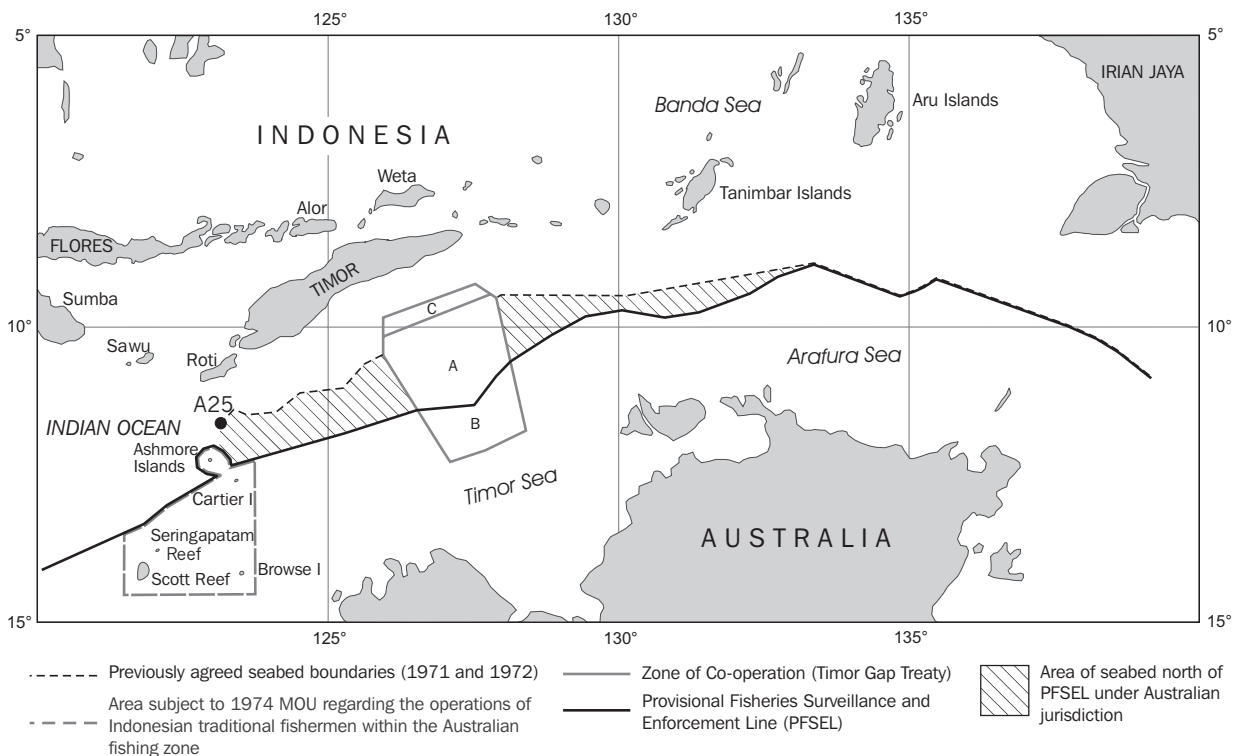 125° 130° 135°
5° 5°
IRIAN JAYA
Banda Sea
Aru Islands
INDONESIA
Weta
Tanimbar Islands
Alor
FLORES
TIMOR
Sumba
C
10° 10°
Sawu
Roti
A
Arafura Sea
A25
INDIAN OCEAN
B
Ashmore
Islands
Timor Sea
Cartier I
AUSTRALIA
Seringapatam
Reef
Scott Reef
Browse I
15° 15°
125° 130° 135°
Previously agreed seabed boundaries (1971 and 1972)
Area subject to 1974 MOU regarding the operations of
Indonesian traditional fishermen within the Australian
fishing zone
Zone of Co-operation (Timor Gap Treaty)
Provisional Fisheries Surveillance and
Enforcement Line (PFSEL)
Area of seabed north of
PFSEL under Australian
jurisdiction